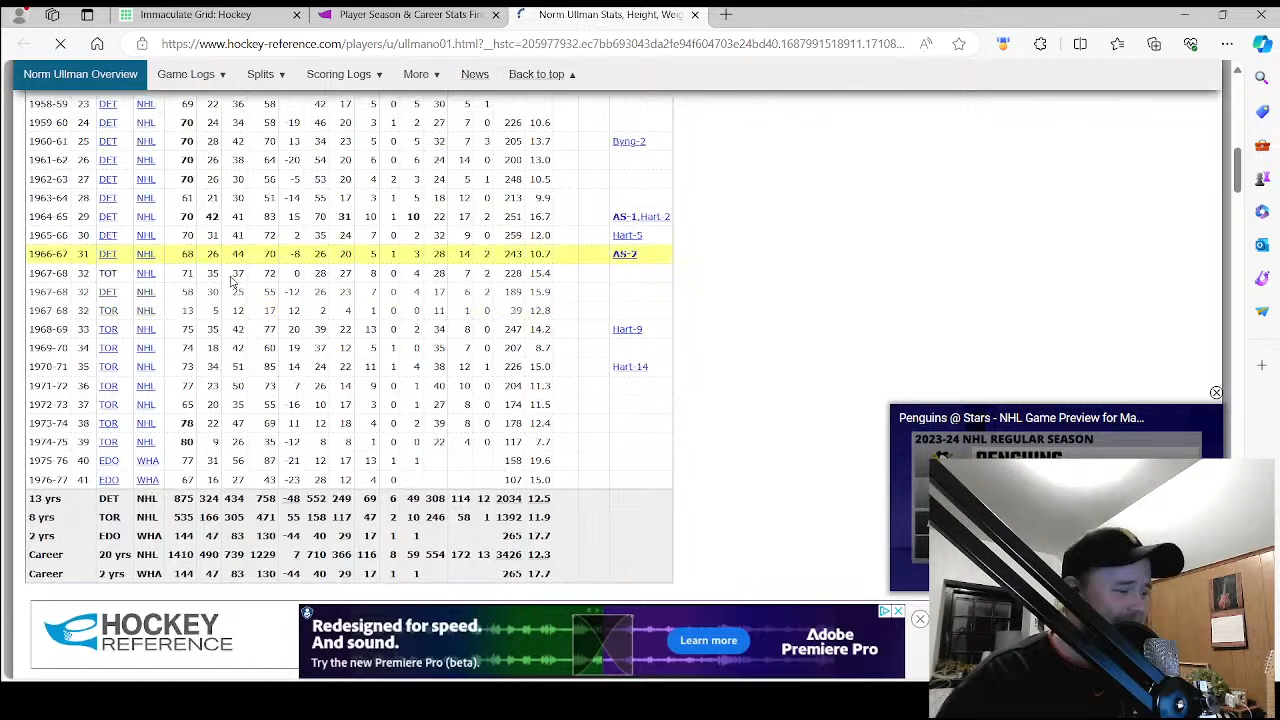 Immaculate Grid: Hockey
Player Season & Career Stats Fin
Norm Ullman Stats, Height, Weig
https://www.hockey-reference.com/players/u/ullmano01.html?__hstc=205977932.ec7bb693043da2fe94f604703e24bd40.1687991518911.17108...
Norm Ullman Overview Game Logs ▼ Splits ▼ Scoring Logs ▼ More ▼ News Back to top ▲
1958-59 23 DET NHL 69 22 36 58 42 17 5 0 5 30 5 1
1959-60 24 DET NHL 70 24 34 58 -19 46 20 3 1 2 27 7 0 226 10.6
1960-61 25 DET NHL 70 28 42 70 13 34 23 5 0 5 32 7 3 205 13.7 Byng-2
1961-62 26 DET NHL 70 26 38 64 -20 54 20 6 0 5 24 14 0 200 13.0
1962-63 27 DET NHL 70 26 30 56 -5 53 20 4 2 3 24 5 1 248 10.5
1963-64 28 DET NHL 61 21 30 51 -14 55 17 3 1 5 18 12 0 213 9.9
1964-65 29 DET NHL 70 42 41 83 15 70 31 10 1 10 22 17 2 251 16.7 AS-1,Hart-2
1965-66 30 DET NHL 70 31 41 72 2 35 24 7 0 2 32 9 0 259 12.0 Hart-5
1966-67 31 DET NHL 68 26 44 70 -8 26 20 5 1 3 28 14 2 243 10.7 AS-2
1967-68 32 TOT NHL 71 35 37 72 0 28 27 8 0 4 28 7 2 228 15.4
1967-68 32 DET NHL 58 30 25 55 -12 26 23 7 0 4 17 6 2 189 15.9
1967-68 32 TOR NHL 13 5 12 17 12 2 4 1 0 0 11 1 0 39 12.8
1968-69 33 TOR NHL 75 35 42 77 20 39 22 13 0 2 34 8 0 247 14.2 Hart-9
1969-70 34 TOR NHL 74 18 42 60 19 37 12 5 1 0 35 7 0 207 8.7
1970-71 35 TOR NHL 73 34 51 85 14 24 22 11 1 4 38 12 1 226 15.0 Hart-14
1971-72 36 TOR NHL 77 23 50 73 7 26 14 9 0 1 40 10 0 204 11.3
1972-73 37 TOR NHL 65 20 35 55 -16 10 17 3 0 1 27 8 0 174 11.5
1973-74 38 TOR NHL 78 22 47 69 12 4 0 2 39 8 0 178 12.4
1974-75 39 TOR NHL 80 9 26 35 -12 8 1 0 0 22 4 0 117 7.7
1975-76 40 EDO WHA 77 31 56 87 -21 12 17 13 1 1 158 19.6
1976-77 41 EDO WHA 67 16 27 43 -23 28 12 4 0 107 15.0
13 yrs DET NHL 875 324 434 758 -48 552 249 69 6 49 308 114 12 2034 12.5
8 yrs TOR NHL 535 166 305 471 55 158 117 47 2 10 246 58 1 1392 11.9
2 yrs EDO WHA 144 47 83 130 -44 40 29 17 1 1 265 17.7
Career 20 yrs NHL 1410 490 739 1229 7 710 366 116 8 59 554 172 13 3426 12.3
Career 2 yrs WHA 144 47 83 130 -44 40 29 17 1 1 265 17.7
Penguins @ Stars - NHL Game Preview for Ma...
2023-24 NHL REGULAR SEASON
PENGUINS
HOCKEY
REFERENCE
Redesigned for speed.
And sound.
Try the new Premiere Pro (beta).
Learn more
Adobe
Premiere Pro